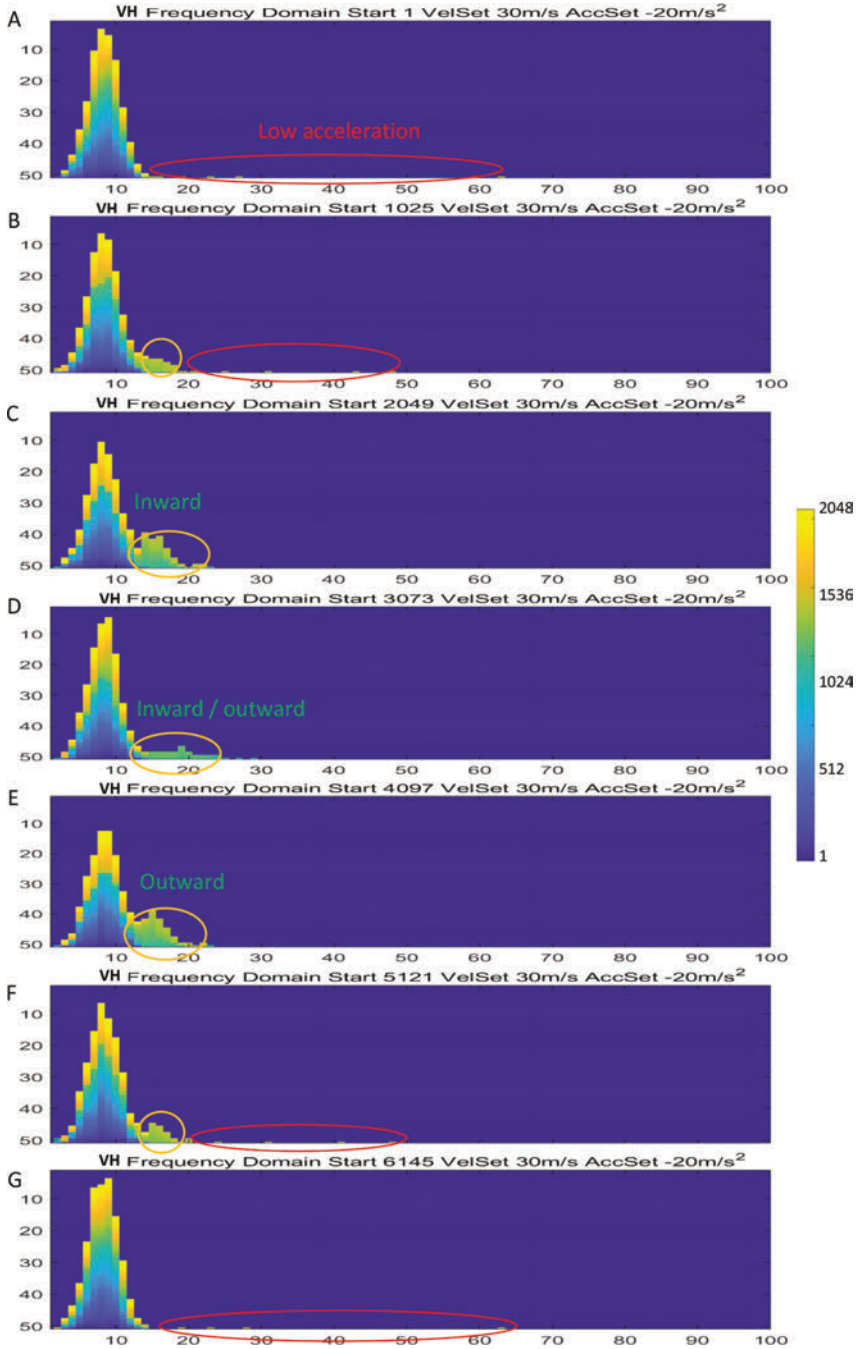 A
VH Frequency Domain Start 1 VelSet 30m/s AccSet -20m/s²
10
20
30
40
50
Low acceleration
10 20 30 40 50 60 70 80 90 100
B
VH Frequency Domain Start 1025 VelSet 30m/s AccSet -20m/s²
10
20
30
40
50
10 20 30 40 50 60 70 80 90 100
C
VH Frequency Domain Start 2049 VelSet 30m/s AccSet -20m/s²
10
20
30
40
50
Inward
10 20 30 40 50 60 70 80 90 100
D
VH Frequency Domain Start 3073 VelSet 30m/s AccSet -20m/s²
10
20
30
40
50
Inward / outward
10 20 30 40 50 60 70 80 90 100
E
VH Frequency Domain Start 4097 VelSet 30m/s AccSet -20m/s²
10
20
30
40
50
Outward
10 20 30 40 50 60 70 80 90 100
F
VH Frequency Domain Start 5121 VelSet 30m/s AccSet -20m/s²
10
20
30
40
50
10 20 30 40 50 60 70 80 90 100
G
VH Frequency Domain Start 6145 VelSet 30m/s AccSet -20m/s²
10
20
30
40
50
10 20 30 40 50 60 70 80 90 100
2048
1536
1024
512
1